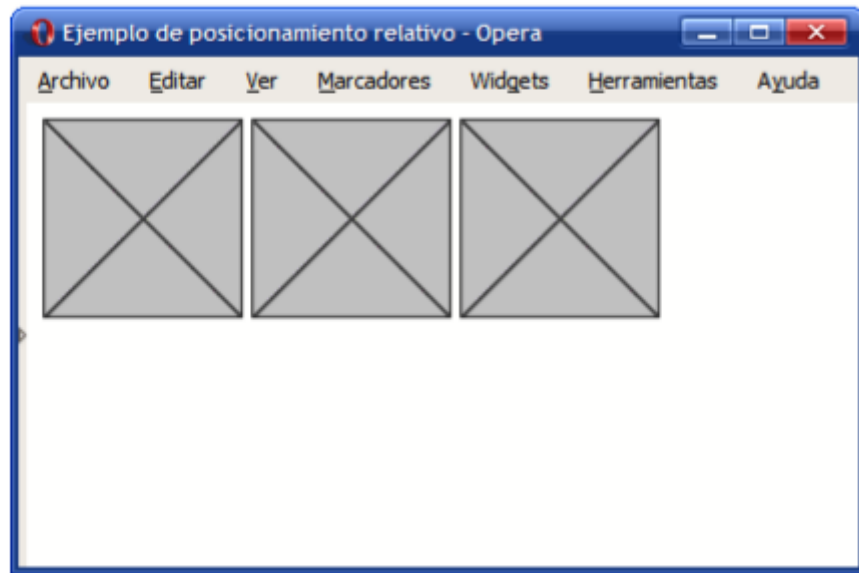 Ejemplo de posicionamiento relativo - Opera
Archivo Editar Ver Marcadores Widgets Herramientas Ayuda